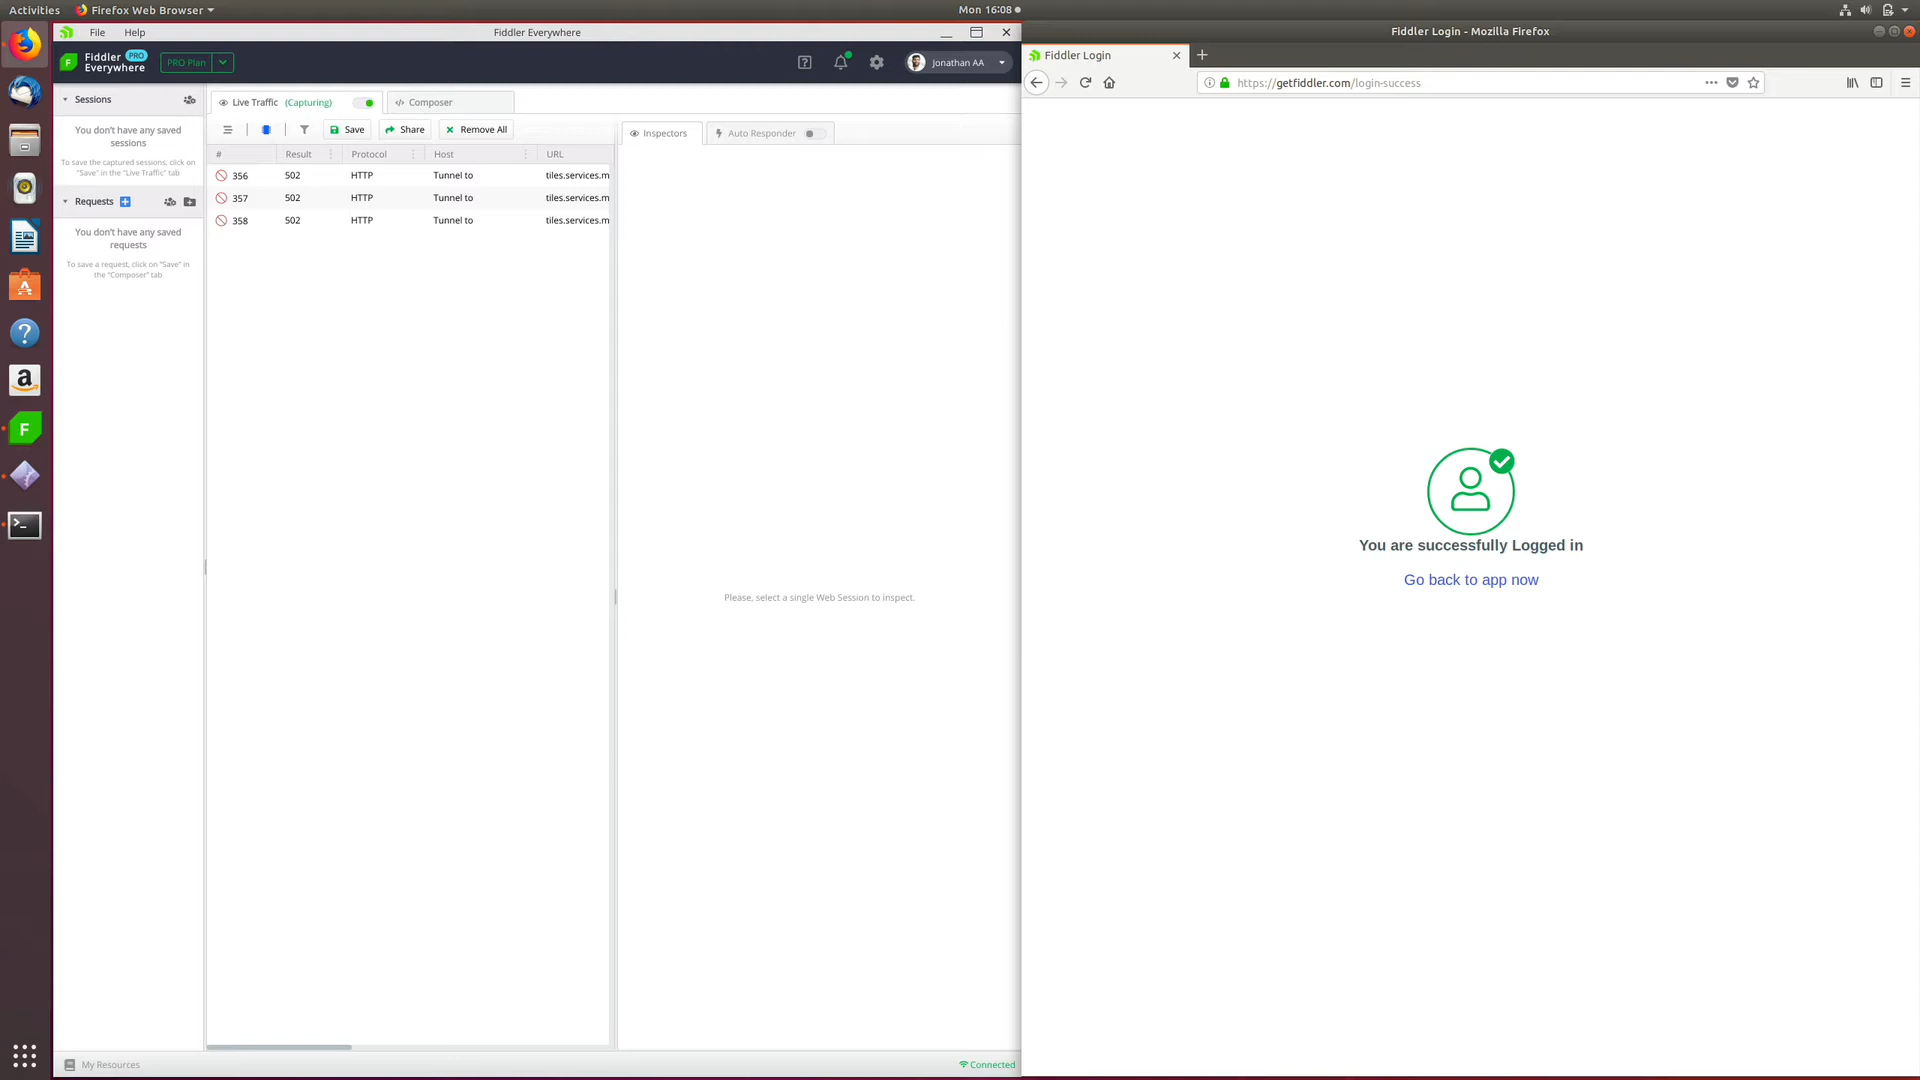 Activities
Firefox Web Browser
Mon 16:08
File
Help
Fiddler Everywhere
Fiddler Login - Mozilla Firefox
Fiddler
Everywhere
PRO
PRO Plan
Jonathan AA
Fiddler Login
https://getfiddler.com/login-success
Sessions
You don't have any saved
sessions
To save the captured sessions, click on
"Save" in the "Live Traffic" tab
Requests
You don't have any saved
requests
To save a request, click on "Save" in
the "Composer" tab
Live Traffic (Capturing)
Composer
Save
Share
Remove All
Inspectors
Auto Responder
# Result Protocol Host URL
356 502 HTTP Tunnel to tiles.services.m
357 502 HTTP Tunnel to tiles.services.m
358 502 HTTP Tunnel to tiles.services.m
Please, select a single Web Session to inspect.
You are successfully Logged in
Go back to app now
My Resources
Connected